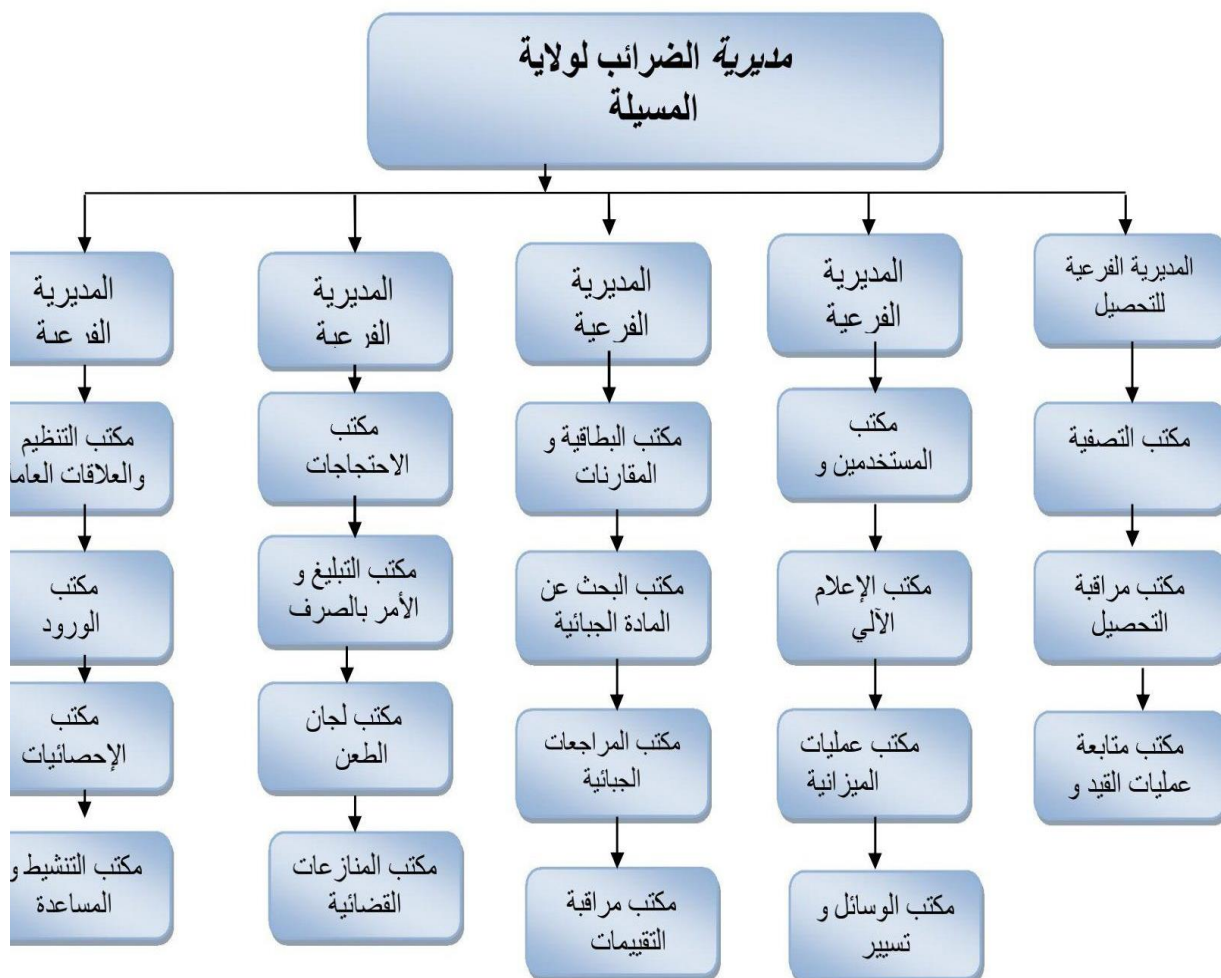 مديرية الضرائب لولاية
المسيلة
المديرية الفرعية
للتحصيل
المديرية
الفرعية
المديرية
الفرعية
المديرية
الفرعية
المديرية
الفرعية
مكتب التصفية
مكتب
المستخدمين و
مكتب البطاقية و
المقارنات
مكتب
الاحتجاجات
مكتب التنظيم
والعلاقات العامة
مكتب مراقبة
التحصيل
مكتب الإعلام
الآلي
مكتب البحث عن
المادة الجبائية
مكتب التبليغ و
الأمر بالصرف
مكتب
الورود
مكتب متابعة
عمليات القيد و
مكتب عمليات
الميزانية
مكتب المراجعات
الجبائية
مكتب لجان
الطعن
مكتب
الإحصائيات
مكتب الوسائل و
تسيير
مكتب مراقبة
التقييمات
مكتب المنازعات
القضائية
مكتب التنشيط و
المساعدة